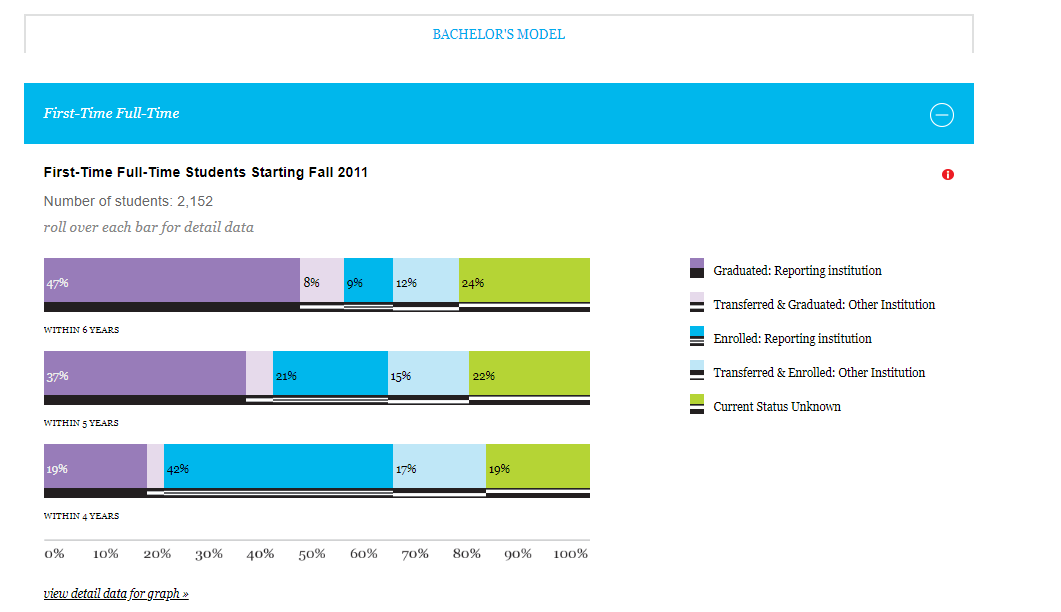 BACHELOR'S MODEL
First-Time Full-Time
First-Time Full-Time Students Starting Fall 2011
Number of students: 2,152
roll over each bar for detail data
47% 8% 9% 12% 24%
WITHIN 6 YEARS
37% 21% 15% 22%
WITHIN 5 YEARS
19% 42% 17% 19%
WITHIN 4 YEARS
0% 10% 20% 30% 40% 50% 60% 70% 80% 90% 100%
Graduated: Reporting institution
Transferred & Graduated: Other Institution
Enrolled: Reporting institution
Transferred & Enrolled: Other Institution
Current Status Unknown
view detail data for graph »